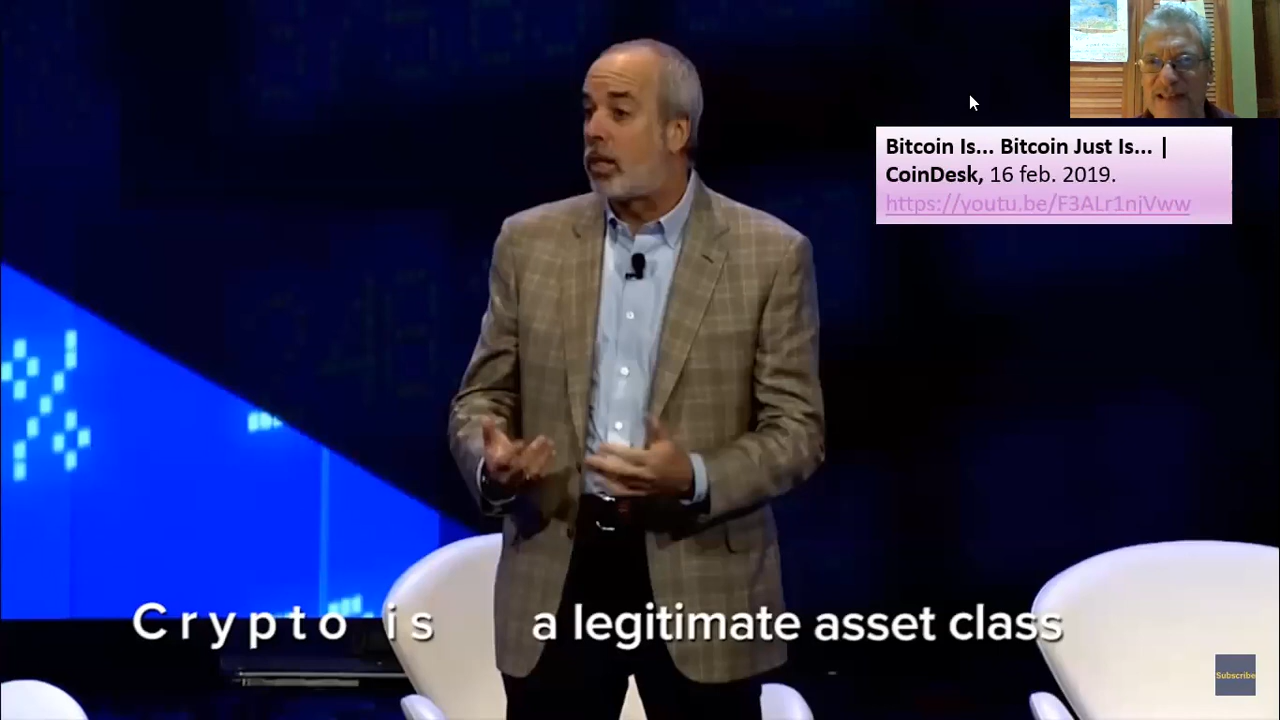 Bitcoin Is... Bitcoin Just Is... |
CoinDesk, 16 feb. 2019.
https://youtu.be/F3ALr1njVww
Crypto is a legitimate asset class
Subscribe